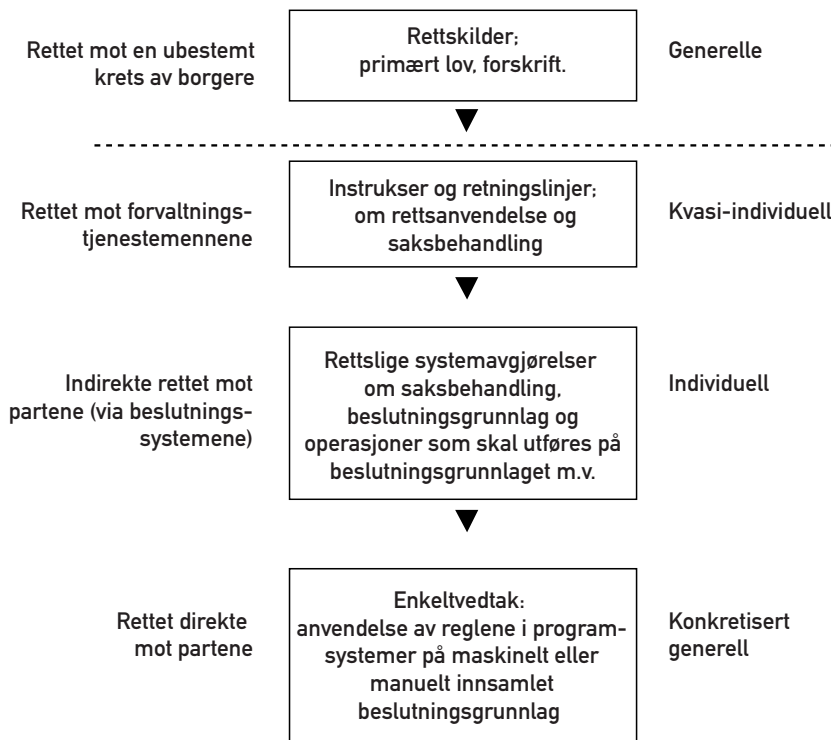 Rettet mot en ubestemt
krets av borgere
Rettskilder;
primært lov, forskrift.
Generelle
Rettet mot forvaltnings-
tjenestemennene
Instrukser og retningslinjer;
om rettsanvendelse og
saksbehandling
Kvasi-individuell
Indirekte rettet mot
partene (via beslutnings-
systemene)
Rettslige systemavgjørelser
om saksbehandling,
beslutningsgrunnlag og
operasjoner som skal utføres på
beslutningsgrunnlaget m.v.
Individuell
Rettet direkte
mot partene
Enkeltvedtak:
anvendelse av reglene i program-
systemer på maskinelt eller
manuelt innsamlet
beslutningsgrunnlag
Konkretisert
generell